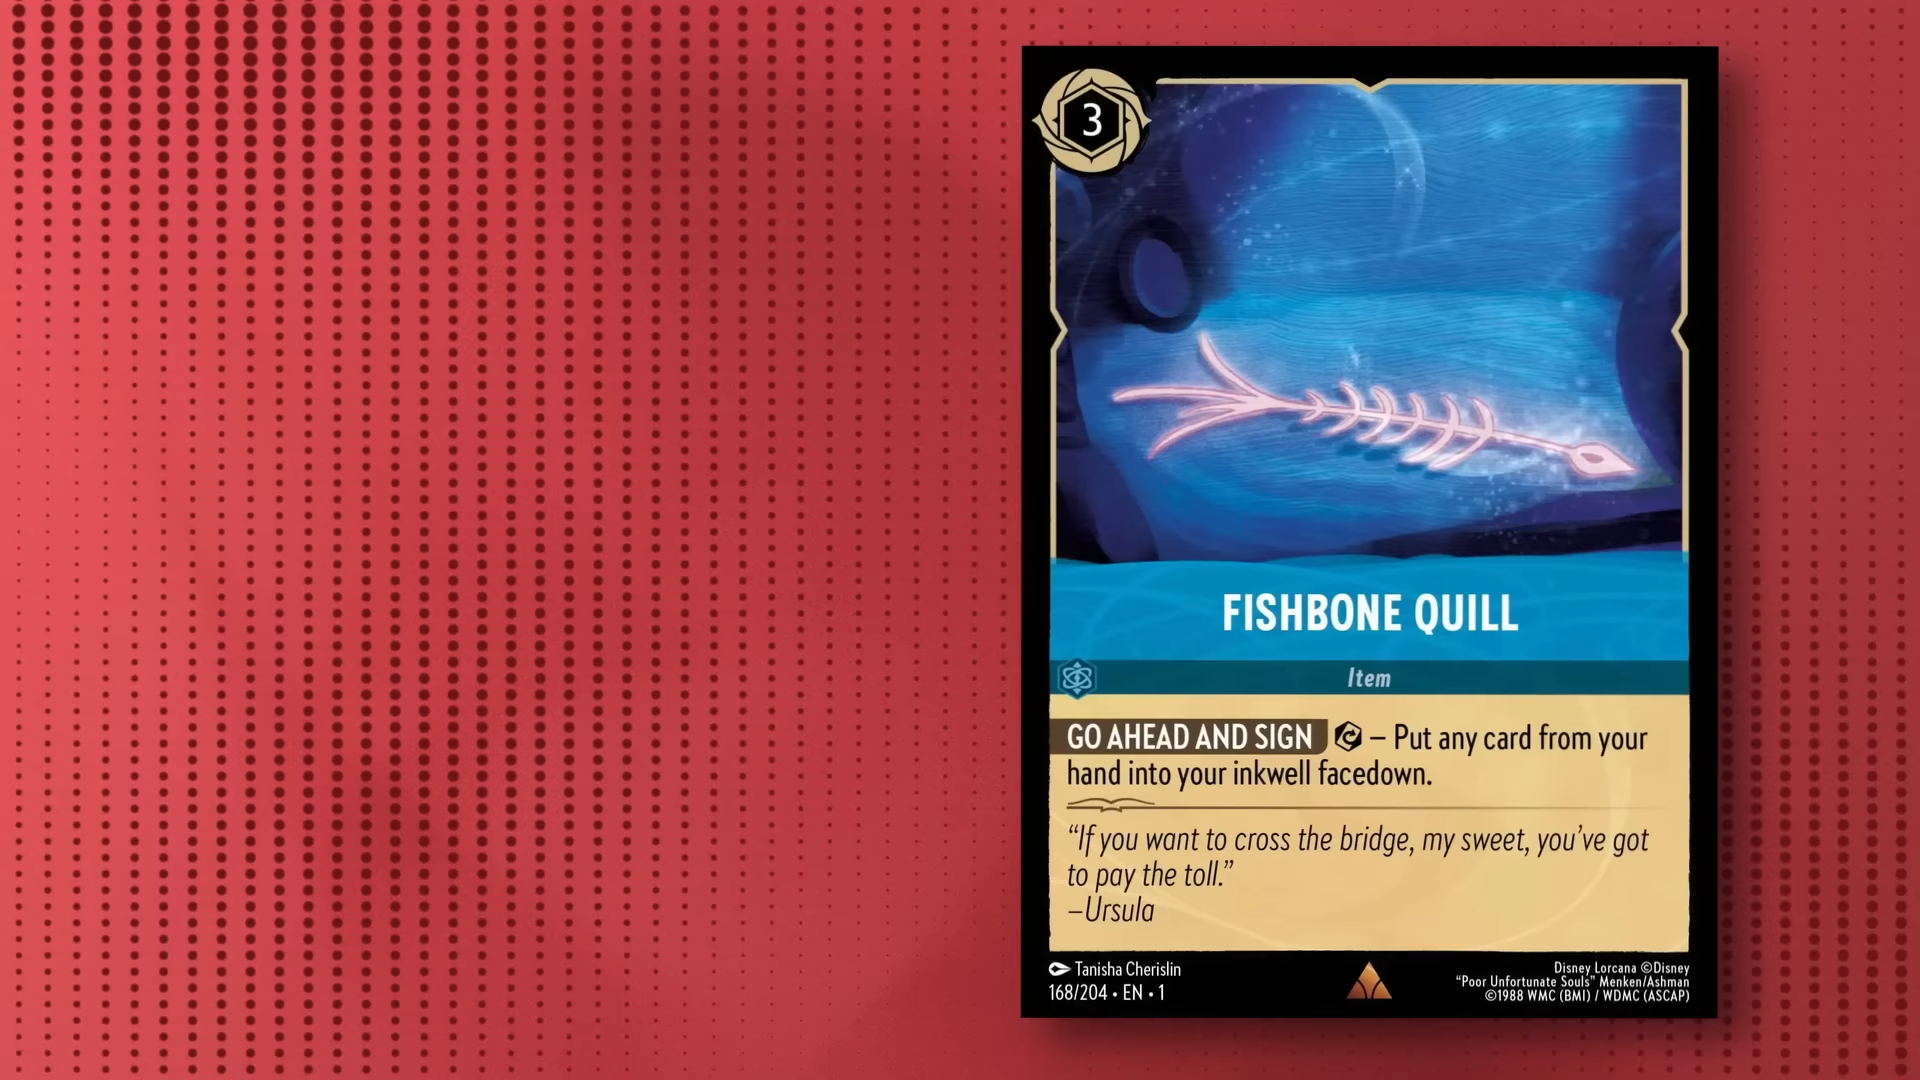 3
FISHBONE QUILL
Item
GO AHEAD AND SIGN – Put any card from your
hand into your inkwell facedown.
“If you want to cross the bridge, my sweet, you’ve got
to pay the toll.”
–Ursula
Tanisha Cherislin
168/204 • EN • 1
Disney Lorcana ©Disney
“Poor Unfortunate Souls” Menken/Ashman
©1988 WMC (BMI) / WDMC (ASCAP)